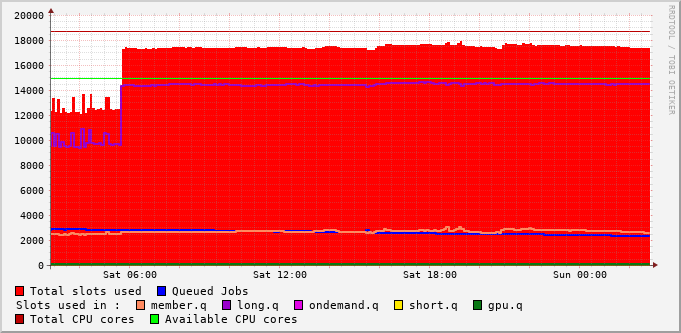 20000
18000
16000
14000
12000
10000
8000
6000
4000
2000
0
Sat 06:00 Sat 12:00 Sat 18:00 Sun 00:00
Total slots used Queued Jobs
Slots used in : member.q long.q ondemand.q short.q gpu.q
Total CPU cores Available CPU cores
RRDTOOL / TOBI OETIKER